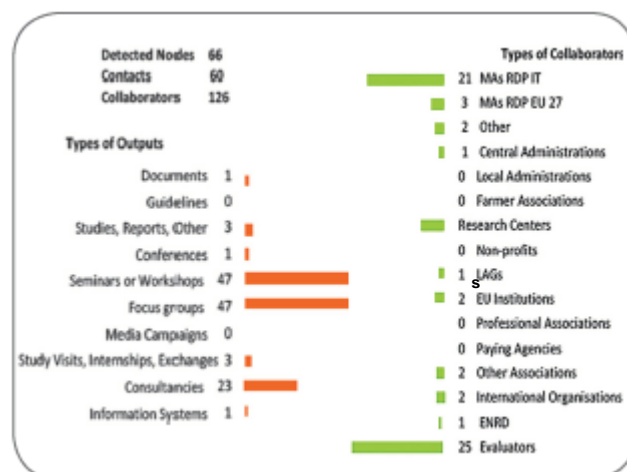 Detected Nodes 66
Contacts 60
Collaborators 126
Types of Outputs
Documents 1
Guidelines 0
Studies, Reports, Other 3
Conferences 1
Seminars or Workshops 47
Focus groups 47
Media Campaigns 0
Study Visits, Internships, Exchanges 3
Consultancies 23
Information Systems 1
Types of Collaborators
21 MAs RDP IT
3 MAs RDP EU 27
2 Other
1 Central Administrations
0 Local Administrations
0 Farmer Associations
Research Centers
0 Non-profits
1 LAGs
s
2 EU Institutions
0 Professional Associations
0 Paying Agencies
2 Other Associations
2 International Organisations
1 ENRD
25 Evaluators